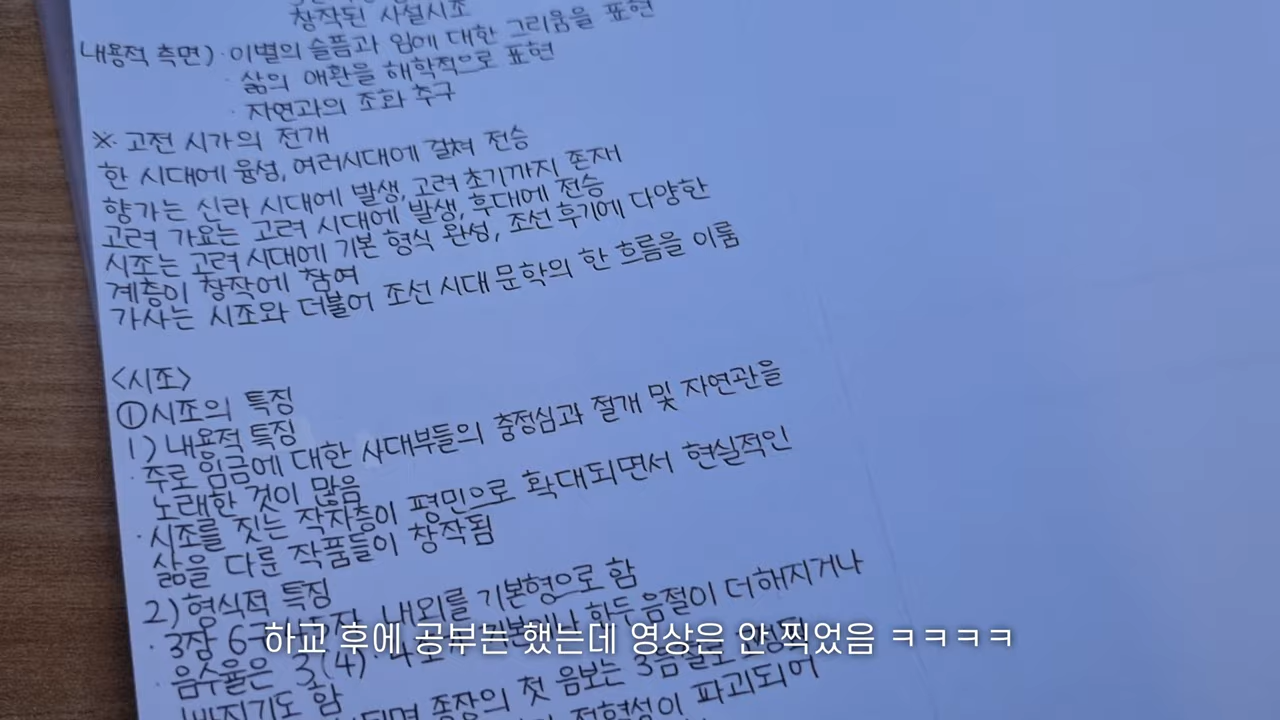 창작된 사설시조
내용적 측면) · 이별의 슬픔과 임에 대한 그리움을 표현
· 삶의 애환을 해학적으로 표현
· 자연과의 조화 추구
※ 고전 시가의 전개
한 시대에 융성, 여러시대에 걸쳐 전승
향가는 신라 시대에 발생, 고려 초기까지 존재
고려 가요는 고려 시대에 발생, 후대에 전승
시조는 고려시대에 기본 형식 완성, 조선후기에 다양한
계층이 창작에 참여
가사는 시조와 더불어 조선시대 문학의 한 흐름을 이룸
<시조>
①시조의 특징
1) 내용적 특징
· 주로 임금에 대한 사대부들의 충정심과 절개 및 자연관을
노래한 것이 많음
· 시조를 짓는 작자층이 평민으로 확대되면서 현실적인
삶을 다룬 작품들이 창작됨
2) 형식적 특징
· 3장 6구 내외를 기본형으로 함
하교 후에 공부는 했는데 영상은 안 찍었음 ㅋㅋㅋㅋ
· 음수율은 3(4)· 하두 음절이 더해지거나
빠지기도 함
종장의 첫 음보는 3음절로
파괴되어